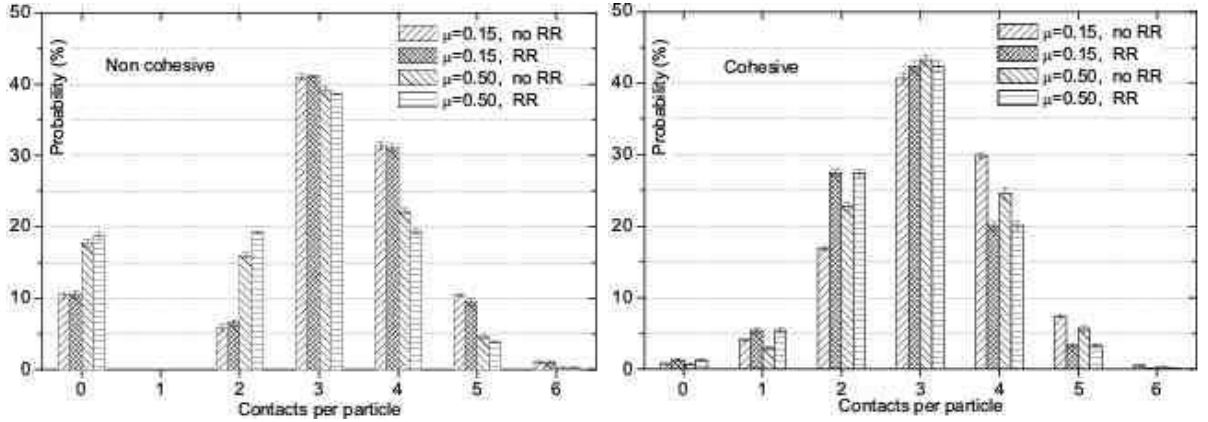 50
40
30
20
10
0
Probability (%)
Non cohesive
μ=0.15, no RR
μ=0.15, RR
μ=0.50, no RR
μ=0.50, RR
0 1 2 3 4 5 6
Contacts per particle
50
40
30
20
10
0
Probability (%)
Cohesive
μ=0.15, no RR
μ=0.15, RR
μ=0.50, no RR
μ=0.50, RR
0 1 2 3 4 5 6
Contacts per particle